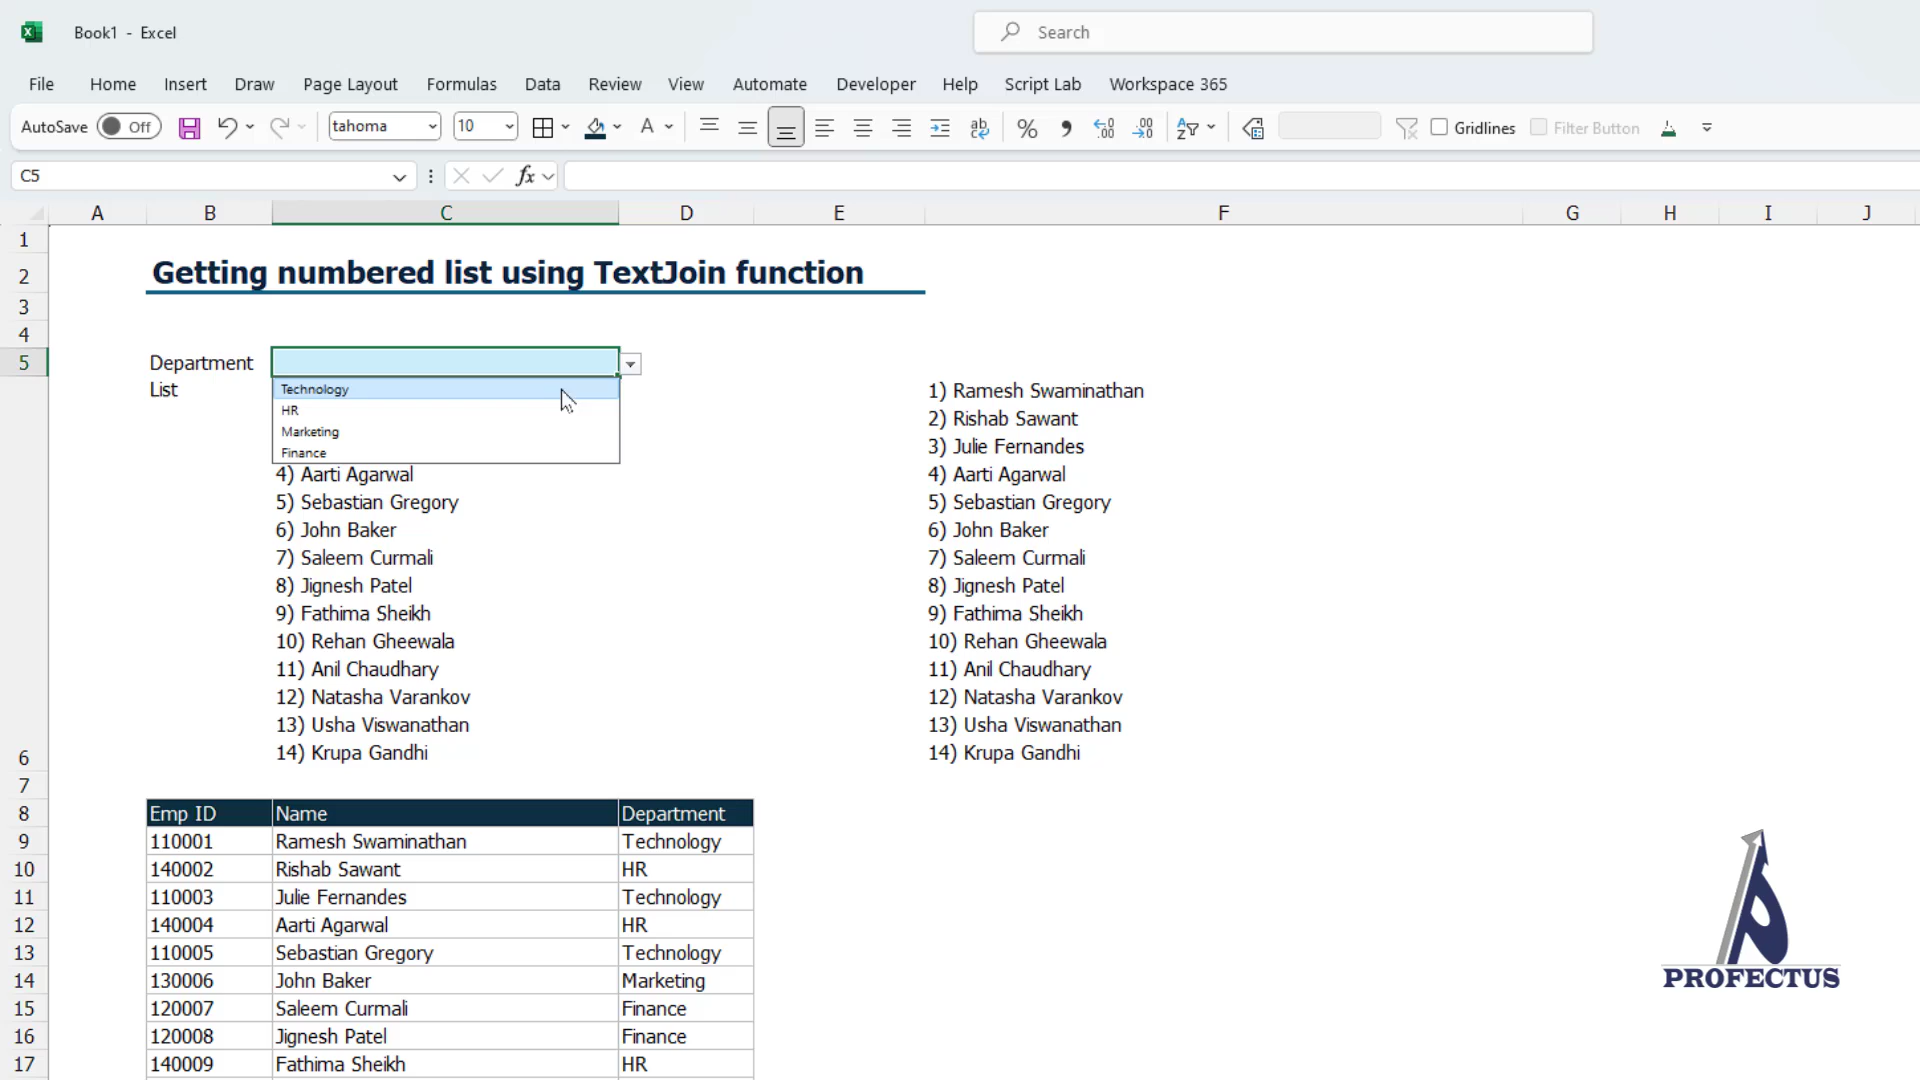 Book1 - Excel
Search
File Home Insert Draw Page Layout Formulas Data Review View Automate Developer Help Script Lab Workspace 365
AutoSave Off tahoma 10 A % Gridlines Filter Button
C5 fx
A B C D E F G H I J
1
2 Getting numbered list using TextJoin function
3
4
5 Department
List
Technology
HR
Marketing
Finance
4) Aarti Agarwal
5) Sebastian Gregory
6) John Baker
7) Saleem Curmali
8) Jignesh Patel
9) Fathima Sheikh
10) Rehan Gheewala
11) Anil Chaudhary
12) Natasha Varankov
13) Usha Viswanathan
14) Krupa Gandhi
1) Ramesh Swaminathan
2) Rishab Sawant
3) Julie Fernandes
4) Aarti Agarwal
5) Sebastian Gregory
6) John Baker
7) Saleem Curmali
8) Jignesh Patel
9) Fathima Sheikh
10) Rehan Gheewala
11) Anil Chaudhary
12) Natasha Varankov
13) Usha Viswanathan
14) Krupa Gandhi
6
7
8 Emp ID Name Department
9 110001 Ramesh Swaminathan Technology
10 140002 Rishab Sawant HR
11 110003 Julie Fernandes Technology
12 140004 Aarti Agarwal HR
13 110005 Sebastian Gregory Technology
14 130006 John Baker Marketing
15 120007 Saleem Curmali Finance
16 120008 Jignesh Patel Finance
17 140009 Fathima Sheikh HR
PROFECTUS